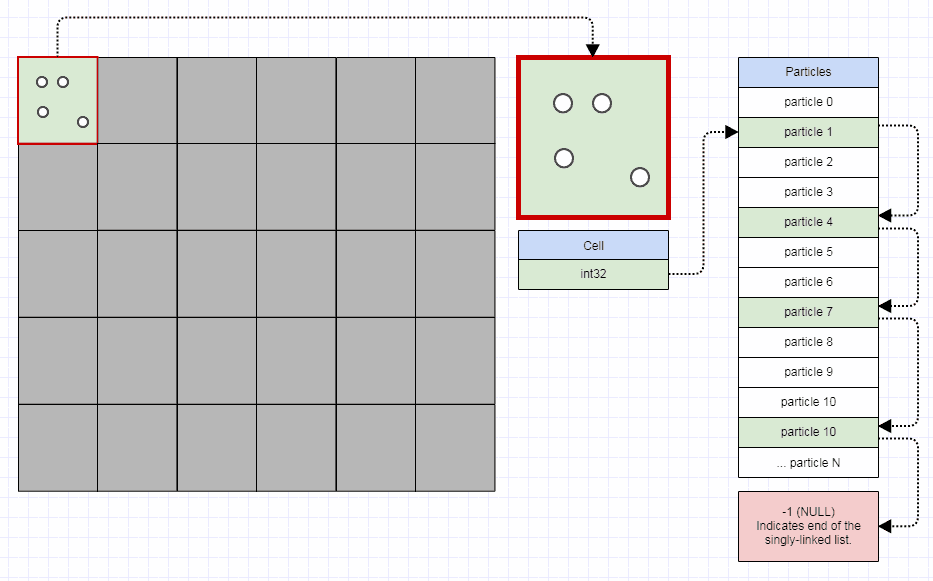 Particles
particle 0
particle 1
particle 2
particle 3
particle 4
particle 5
particle 6
particle 7
particle 8
particle 9
particle 10
particle 10
... particle N
Cell
int32
-1 (NULL)
Indicates end of the
singly-linked list.